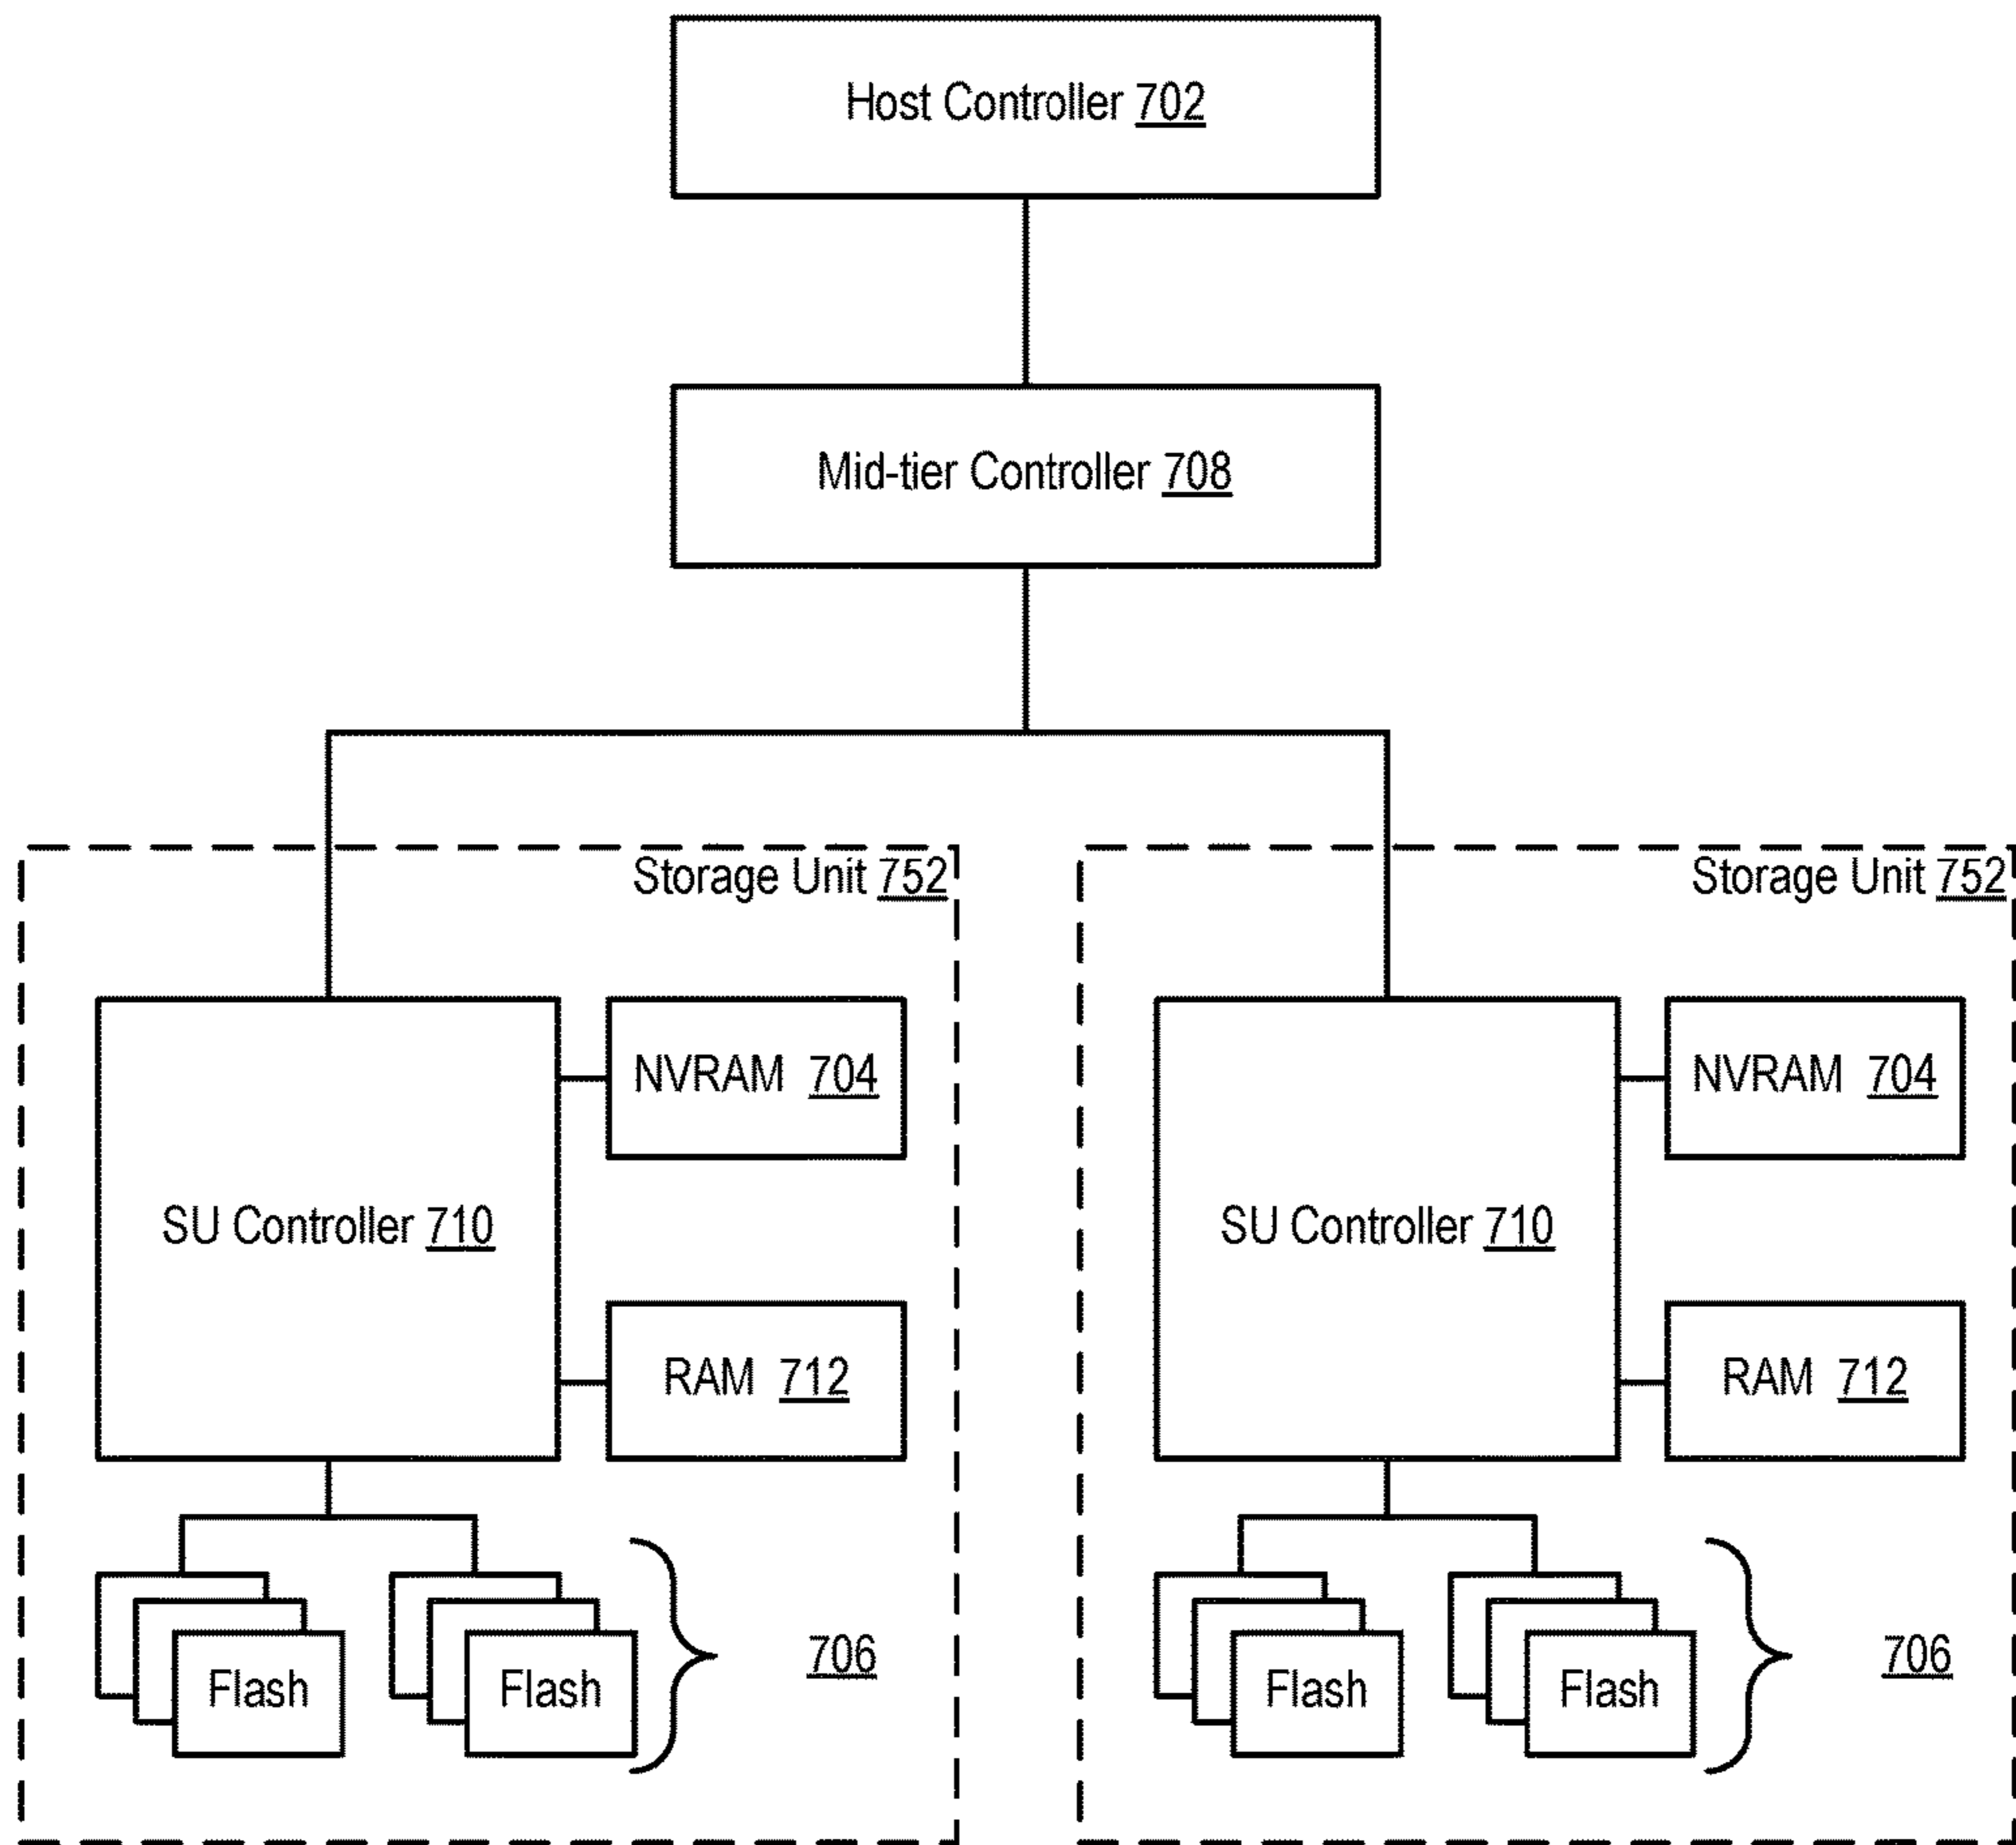 Host Controller 702
Mid-tier Controller 708
Storage Unit 752
SU Controller 710
NVRAM 704
RAM 712
Flash
Flash
706
Storage Unit 752
SU Controller 710
NVRAM 704
RAM 712
Flash
Flash
706